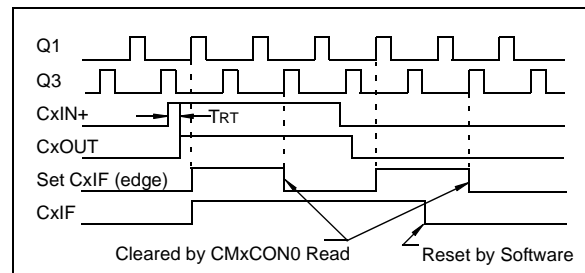 Q1
Q3
CxIN+
TRT
CxOUT
Set CxIF (edge)
CxIF
Cleared by CMxCON0 Read
Reset by Software